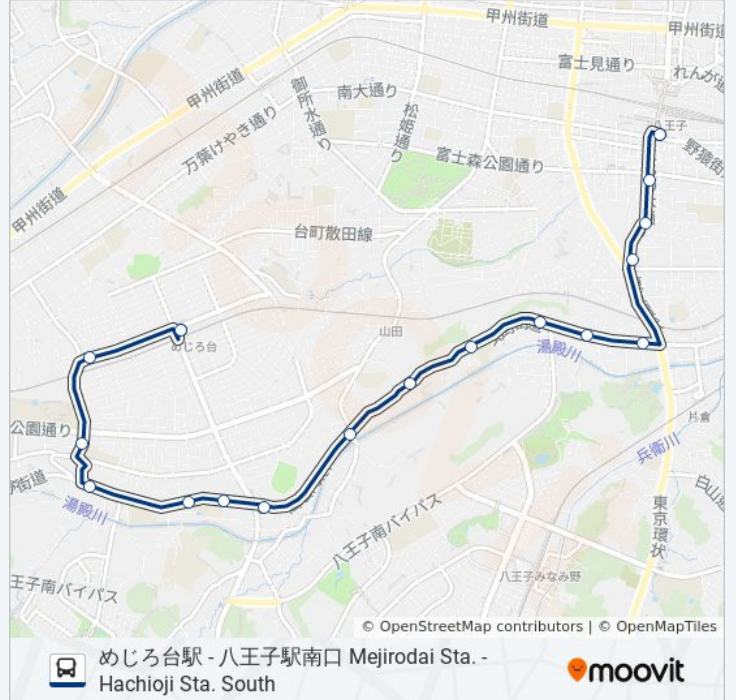 甲州街道
甲州街道
富士見通り
れんが通
甲州街道
南大通り
御所水通り
松姫通り
万葉けやき通り
八王子
野猿街
富士森公園通り
甲州街道
台町散田線
山田
めじろ台
湯殿川
片倉
公園通り
兵衛川
街道
白山通
湯殿川
東京環状
八王子南バイパス
八王子みなみ野
王子南バイパス
© OpenStreetMap contributors | © OpenMapTiles
めじろ台駅 - 八王子駅南口 Mejirodai Sta. -
Hachioji Sta. South
moovit